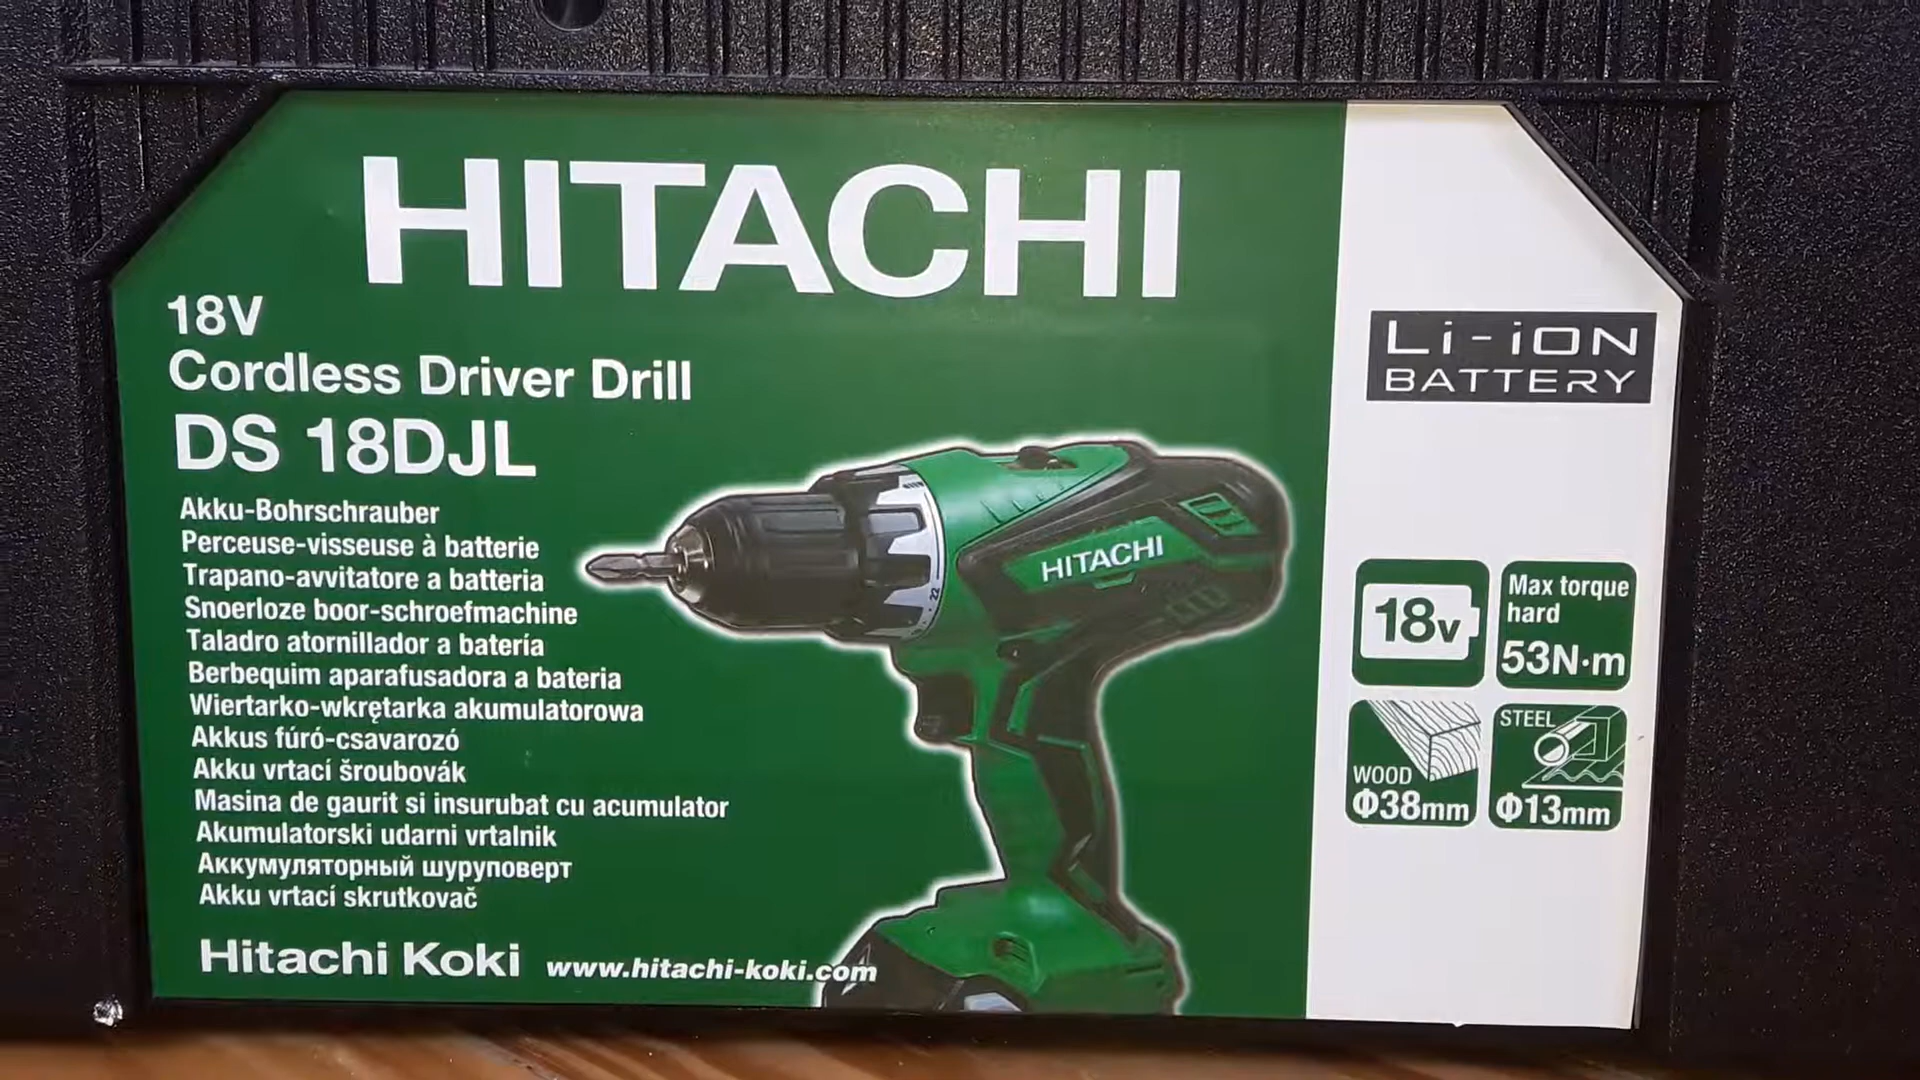 HITACHI
18V
Cordless Driver Drill
DS 18DJL
Akku-Bohrschrauber
Perceuse-visseuse à batterie
Trapano-avvitatore a batteria
Snoerloze boor-schroefmachine
Taladro atornillador a batería
Berbequim aparafusadora a bateria
Wiertarko-wkrętarka akumulatorowa
Akkus fúró-csavarozó
Akku vrtací šroubovák
Masina de gaurit si insurubat cu acumulator
Akumulatorski udarni vrtalnik
Аккумуляторный шуруповерт
Akku vrtací skrutkovač
Hitachi Koki www.hitachi-koki.com
HITACHI
22
Li-iON
BATTERY
18v
Max torque
hard
53N·m
WOOD
Φ38mm
STEEL
Φ13mm